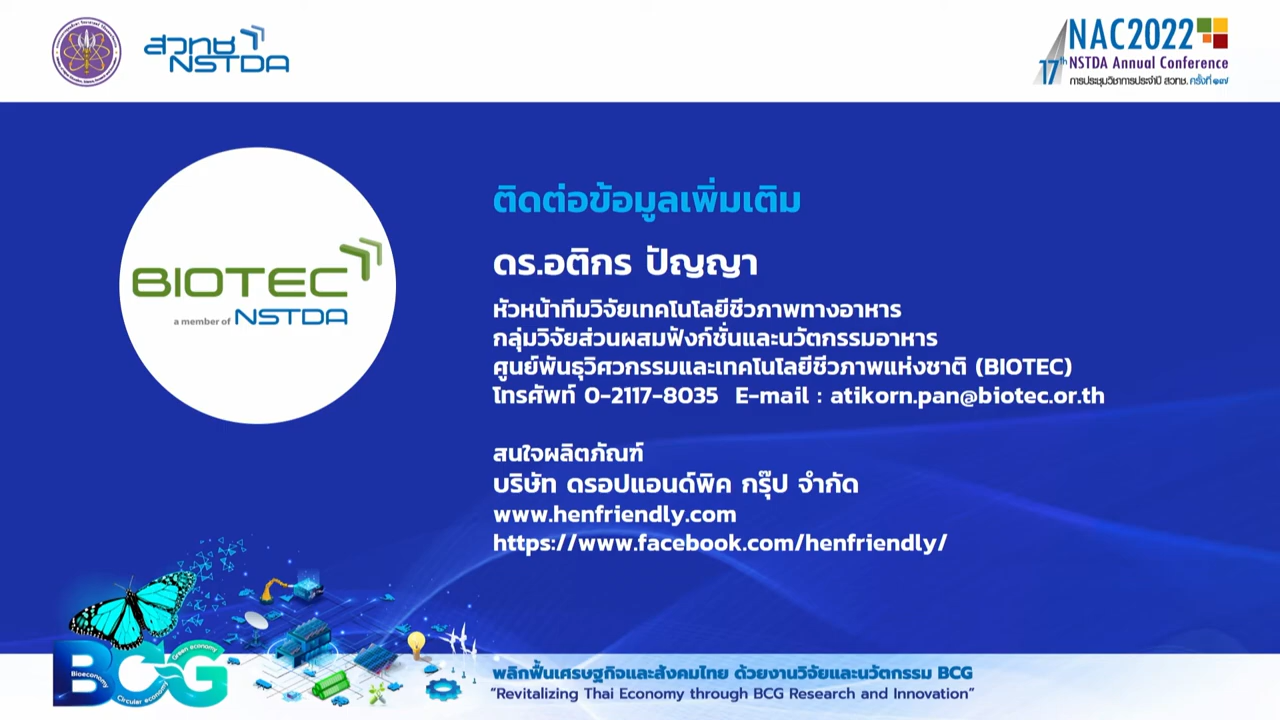 สวทช
NSTDA
NAC2022
17th NSTDA Annual Conference
การประชุมวิชาการประจำปี สวทช. ครั้งที่ ๑๗
BIOTEC
a member of NSTDA
ติดต่อข้อมูลเพิ่มเติม
ดร.อติกร ปัญญา
หัวหน้าทีมวิจัยเทคโนโลยีชีวภาพทางอาหาร
กลุ่มวิจัยส่วนผสมฟังก์ชั่นและนวัตกรรมอาหาร
ศูนย์พันธุวิศวกรรมและเทคโนโลยีชีวภาพแห่งชาติ (BIOTEC)
โทรศัพท์ 0-2117-8035 E-mail : atikorn.pan@biotec.or.th
สนใจผลิตภัณฑ์
บริษัท ดรอปแอนด์พิค กรุ๊ป จำกัด
www.henfriendly.com
https://www.facebook.com/henfriendly/
BCG
Bioeconomy
Circular economy
Green economy
พลิกฟื้นเศรษฐกิจและสังคมไทย ด้วยงานวิจัยและนวัตกรรม BCG
"Revitalizing Thai Economy through BCG Research and Innovation"